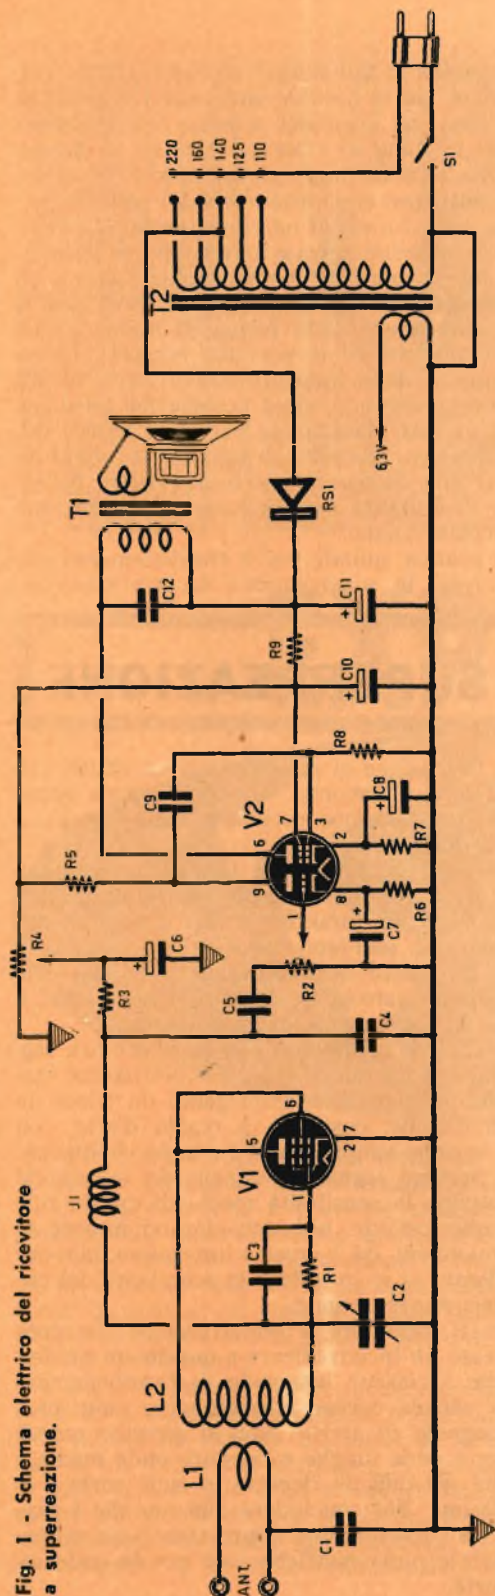 Fig. 1 - Schema elettrico del ricevitore
a superreazione.
ANT.
L1
C1
L2
C2
C3
R1
J1
V1
1
5
6
2
7
R3
R4
C6
+
C5
R2
C4
C7
+
R5
C9
V2
9
6
7
3
1
8
2
R6
R7
C8
+
R8
R9
C10
+
C11
+
C12
T1
RS1
T2
220
160
140
125
110
6,3V
S1